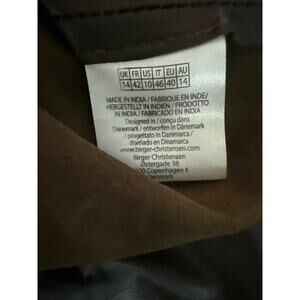 UK FR US IT EU AU
14 42 10 46 40 14
MADE IN INDIA / FABRIQUE EN INDE/
HERGESTELLT IN INDIEN / PRODOTTO
IN INDIA / FABRICADO EN INDIA
Designed in / conçu dans
Dänemark / entworfen in Dänemark
/ progettato in Danimarca /
diseñado en Dinamarca
www.birger-christensen.com
Birger Christensen
Østergade 38
Copenhagen K
Denmark